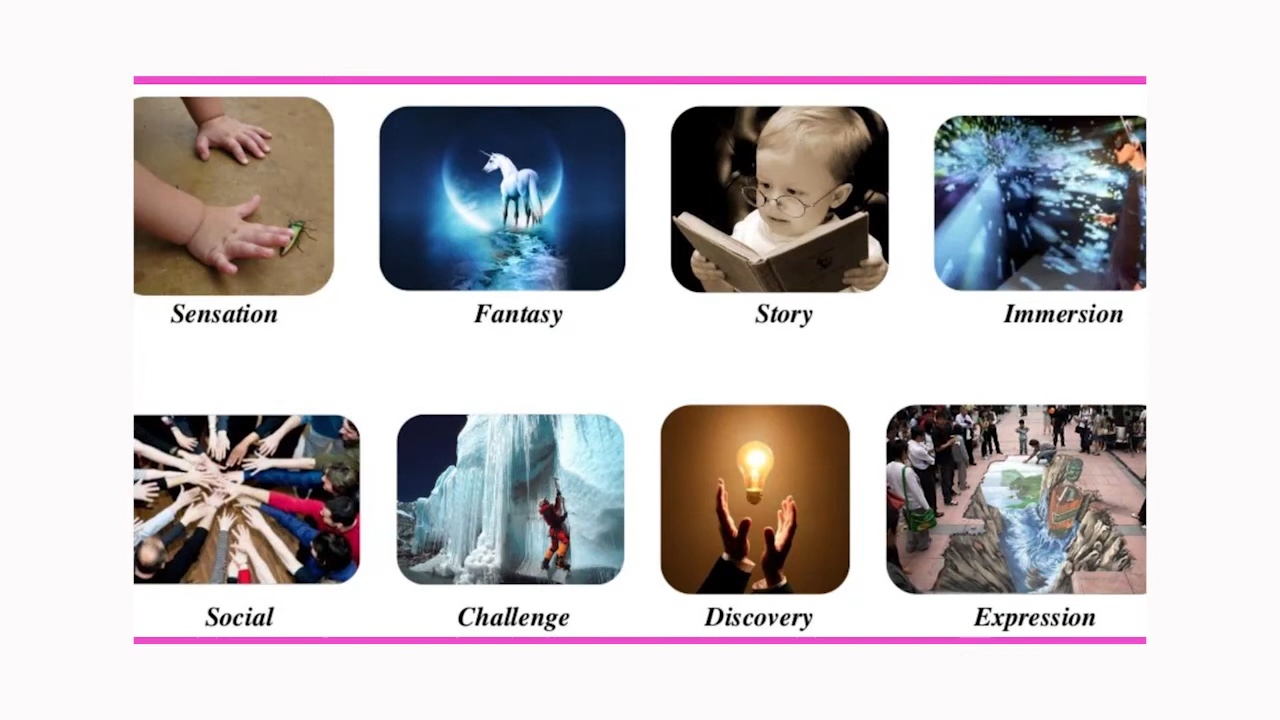 Sensation
Fantasy
Story
Immersion
Social
Challenge
Discovery
Expression